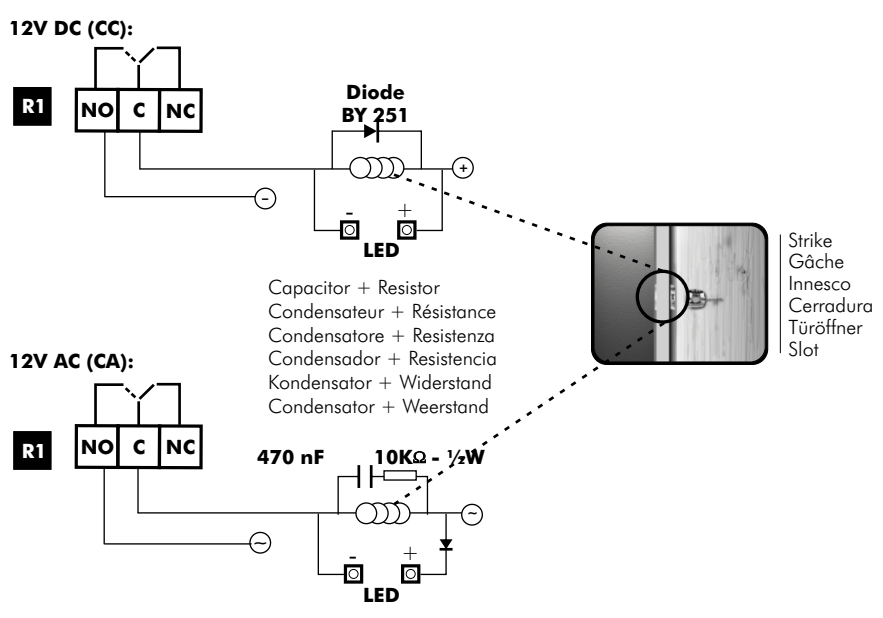 12V DC (CC):
R1
NO C NC
Diode
BY 251
+
-
- +
LED
Strike
Gâche
Innesco
Cerradura
Türöffner
Slot
Capacitor + Resistor
Condensateur + Résistance
Condensatore + Resistenza
Condensador + Resistencia
Kondensator + Widerstand
Condensator + Weerstand
12V AC (CA):
R1
NO C NC
470 nF 10KΩ - ½W
~
~
- +
LED